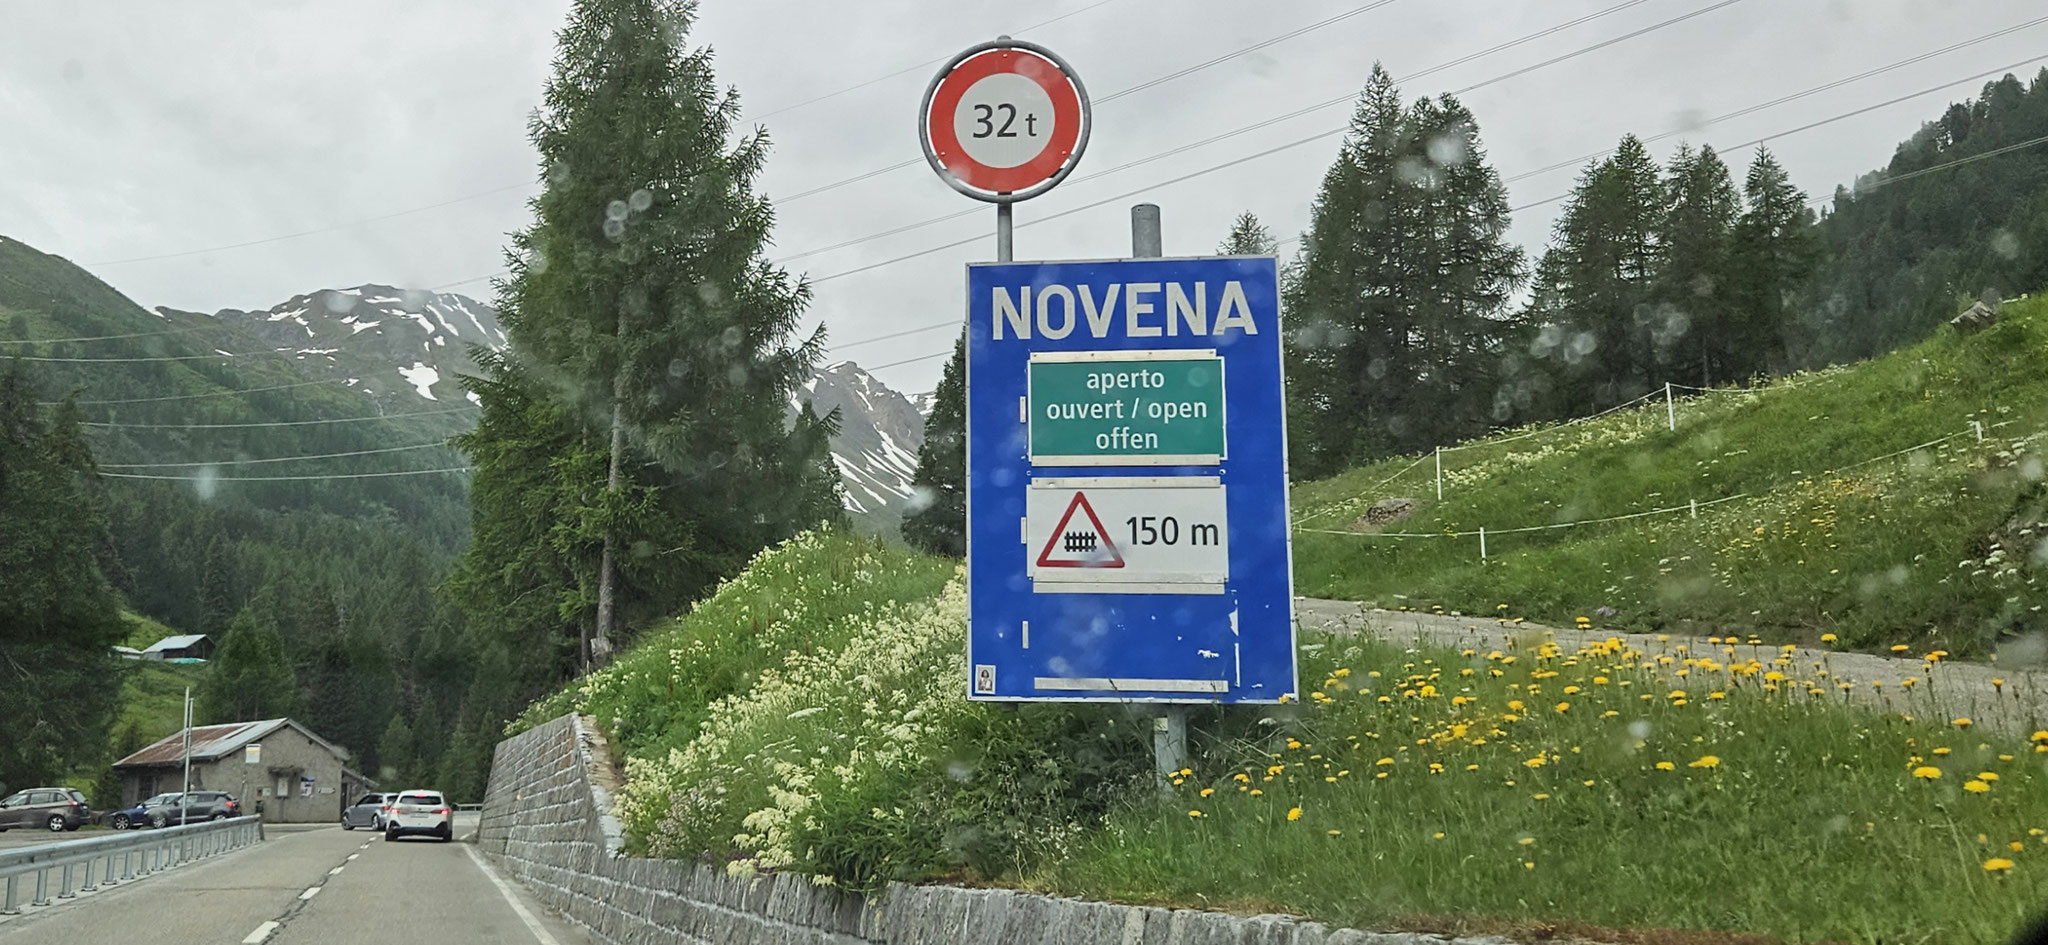 32 t
NOVENA
aperto
ouvert / open
offen
150 m